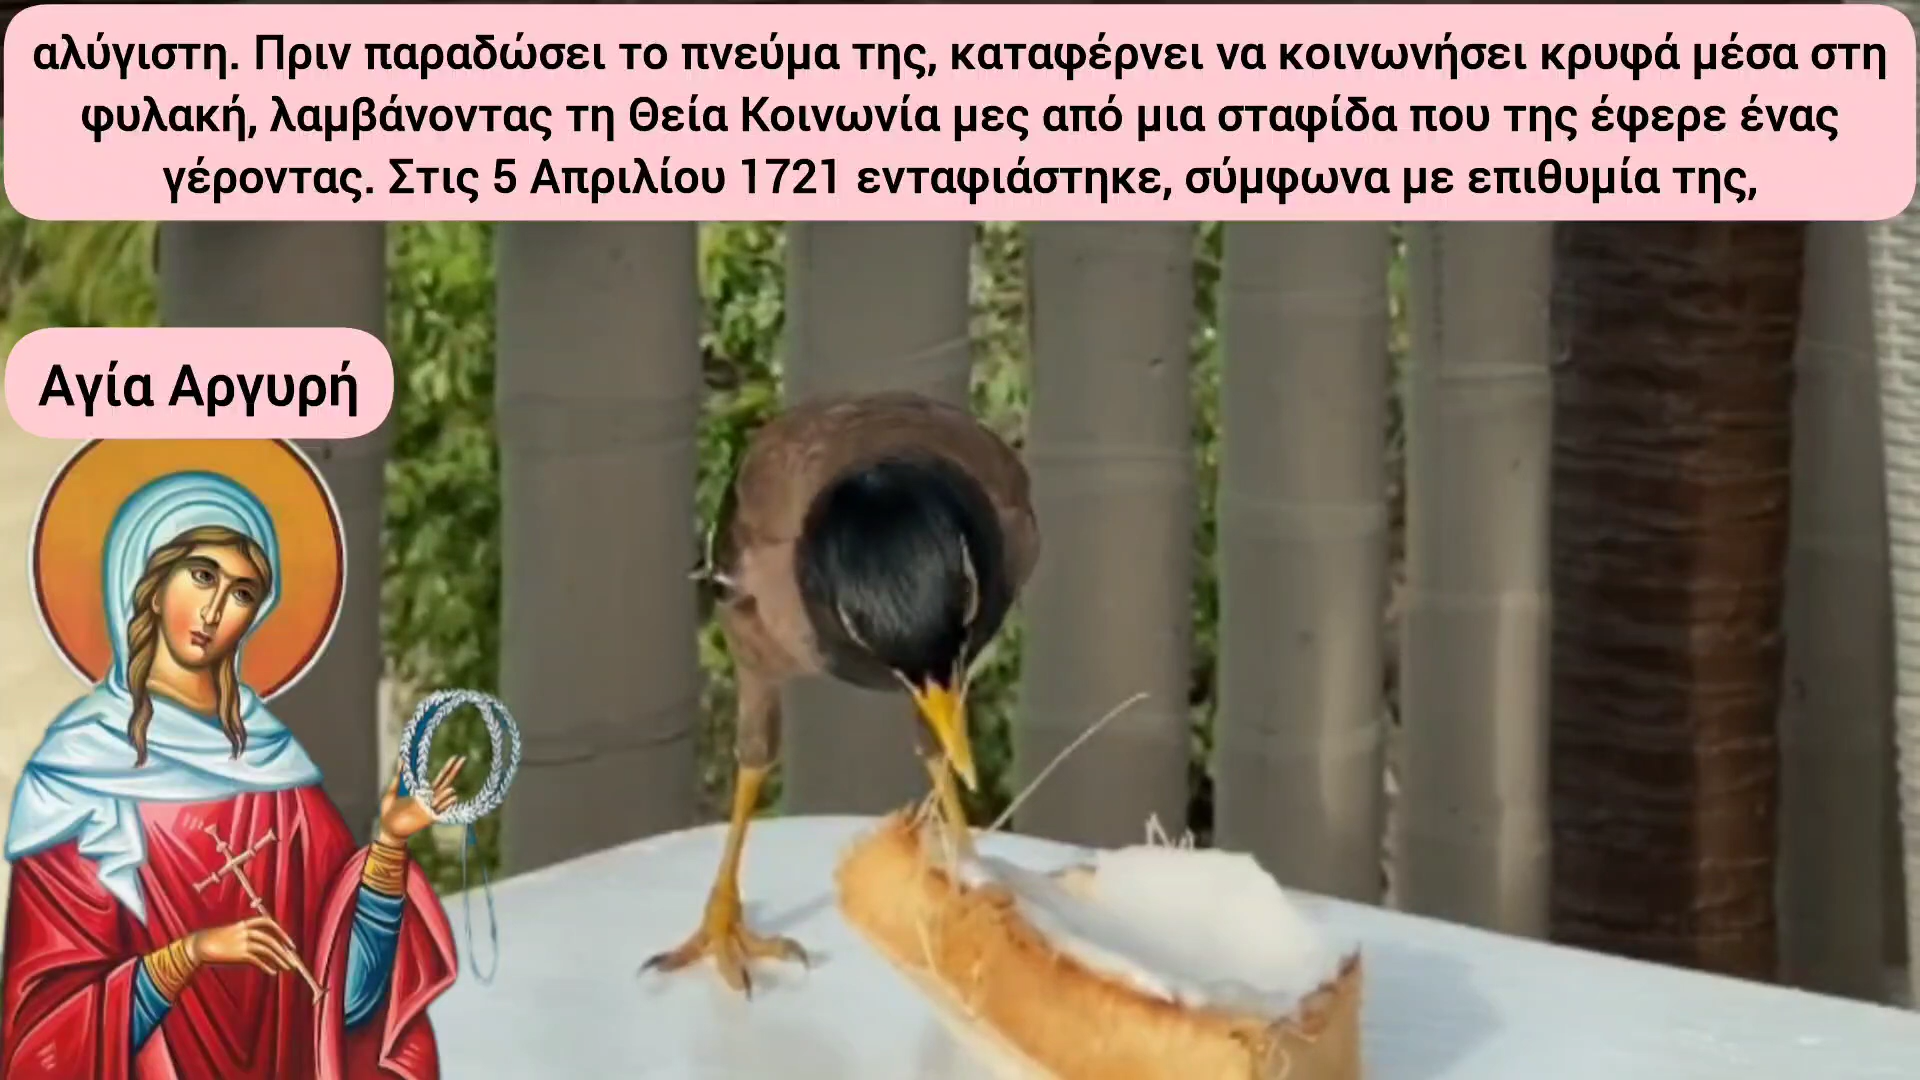 αλύγιστη. Πριν παραδώσει το πνεύμα της, καταφέρνει να κοινωνήσει κρυφά μέσα στη
φυλακή, λαμβάνοντας τη Θεία Κοινωνία μες από μια σταφίδα που της έφερε ένας
γέροντας. Στις 5 Απριλίου 1721 ενταφιάστηκε, σύμφωνα με επιθυμία της,
Αγία Αργυρή